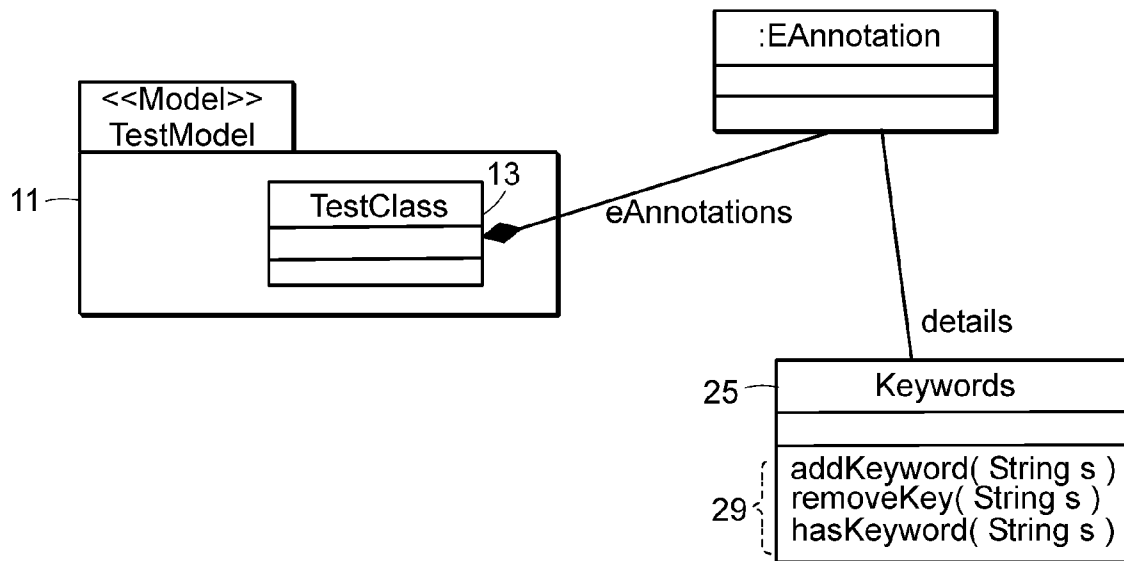 :EAnnotation
<<Model>>
TestModel
11
13
TestClass
eAnnotations
details
25
Keywords
addKeyword( String s )
removeKey( String s )
hasKeyword( String s )
29